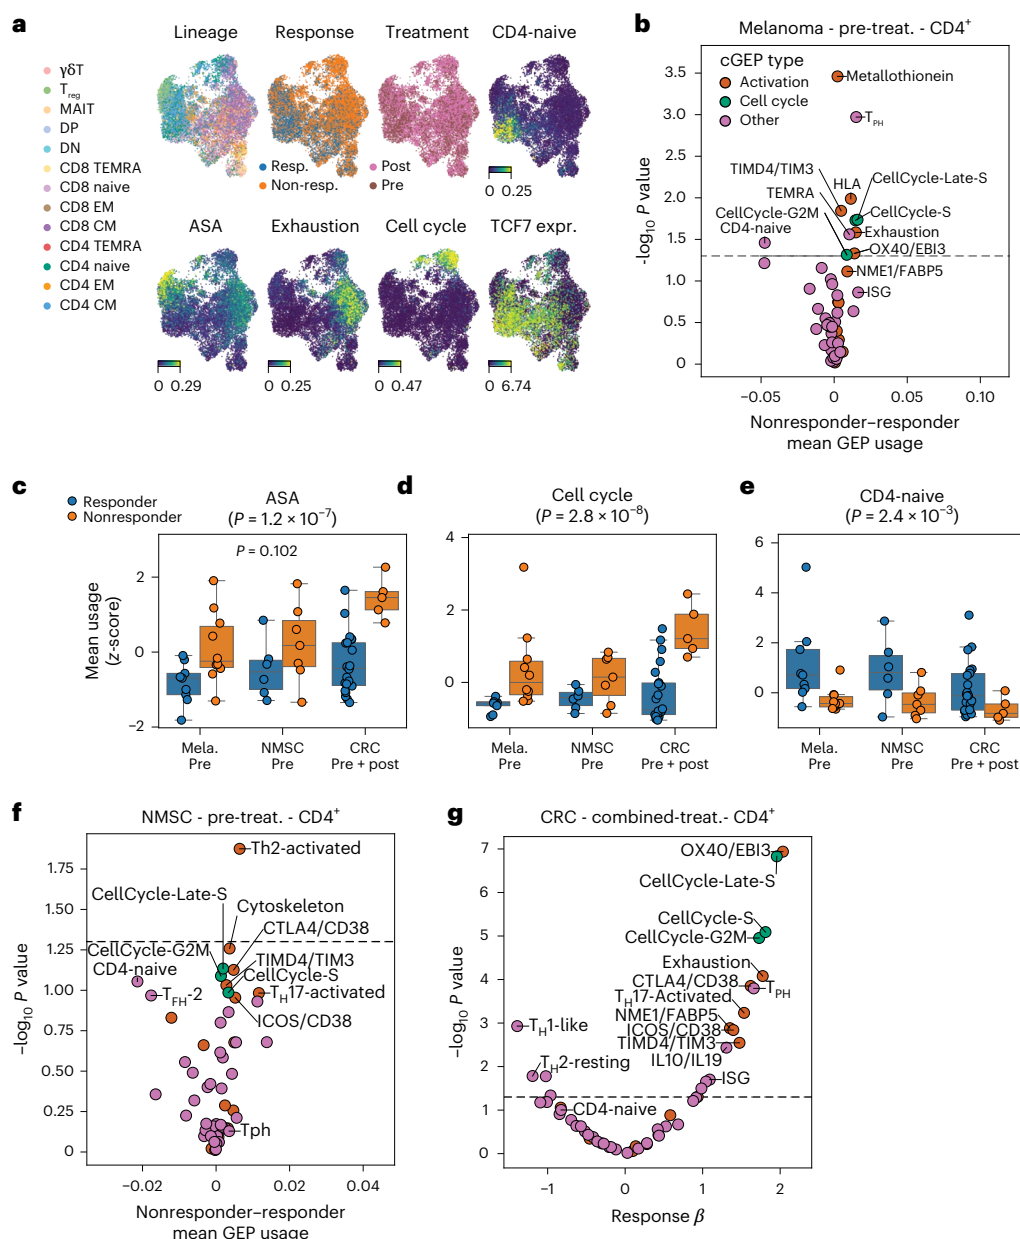 a
Lineage
Response
Treatment
CD4-naive
γδT
Treg
MAIT
DP
DN
CD8 TEMRA
CD8 naive
CD8 EM
CD8 CM
CD4 TEMRA
CD4 naive
CD4 EM
CD4 CM
Resp.
Non-resp.
Post
Pre
0 0.25
ASA
Exhaustion
Cell cycle
TCF7 expr.
0 0.29
0 0.25
0 0.47
0 6.74
b
Melanoma - pre-treat. - CD4+
cGEP type
Activation
Cell cycle
Other
Metallothionein
TPH
TIMD4/TIM3
HLA
CellCycle-Late-S
TEMRA
CellCycle-G2M
CellCycle-S
CD4-naive
Exhaustion
OX40/EBI3
NME1/FABP5
ISG
3.5
3.0
2.5
2.0
1.5
1.0
0.5
0
-log10 P value
−0.05 0 0.05 0.10
Nonresponder–responder
mean GEP usage
c
Responder
Nonresponder
ASA
(P = 1.2 × 10−7)
P = 0.102
2
0
−2
Mean usage
(z-score)
Mela.
Pre
NMSC
Pre
CRC
Pre + post
d
Cell cycle
(P = 2.8 × 10−8)
4
2
0
Mela.
Pre
NMSC
Pre
CRC
Pre + post
e
CD4-naive
(P = 2.4 × 10−3)
6
4
2
0
Mela.
Pre
NMSC
Pre
CRC
Pre + post
f
NMSC - pre-treat. - CD4+
Th2-activated
CellCycle-Late-S
Cytoskeleton
CTLA4/CD38
CellCycle-G2M
TIMD4/TIM3
CD4-naive
CellCycle-S
TFH-2
TH17-activated
ICOS/CD38
Tph
1.75
1.50
1.25
1.00
0.75
0.50
0.25
0
−log10 P value
−0.02 0 0.02 0.04
Nonresponder–responder
mean GEP usage
g
CRC - combined-treat.- CD4+
OX40/EBI3
CellCycle-Late-S
CellCycle-S
CellCycle-G2M
Exhaustion
CTLA4/CD38
TPH
TH17-Activated
NME1/FABP5
TH1-like
ICOS/CD38
TIMD4/TIM3
IL10/IL19
TH2-resting
ISG
CD4-naive
7
6
5
4
3
2
1
0
−log10 P value
−1 0 1 2
Response β